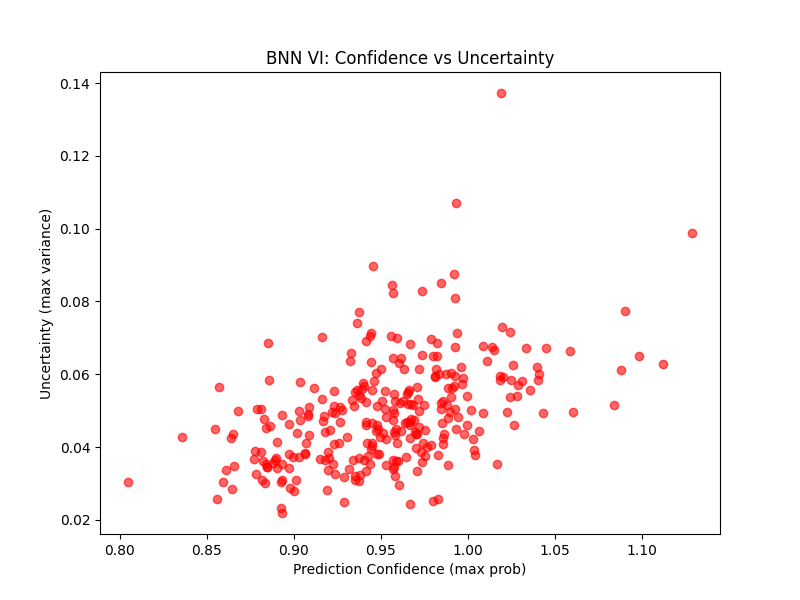 BNN VI: Confidence vs Uncertainty
0.14
0.12
0.10
0.08
0.06
0.04
0.02
Uncertainty (max variance)
0.80 0.85 0.90 0.95 1.00 1.05 1.10
Prediction Confidence (max prob)